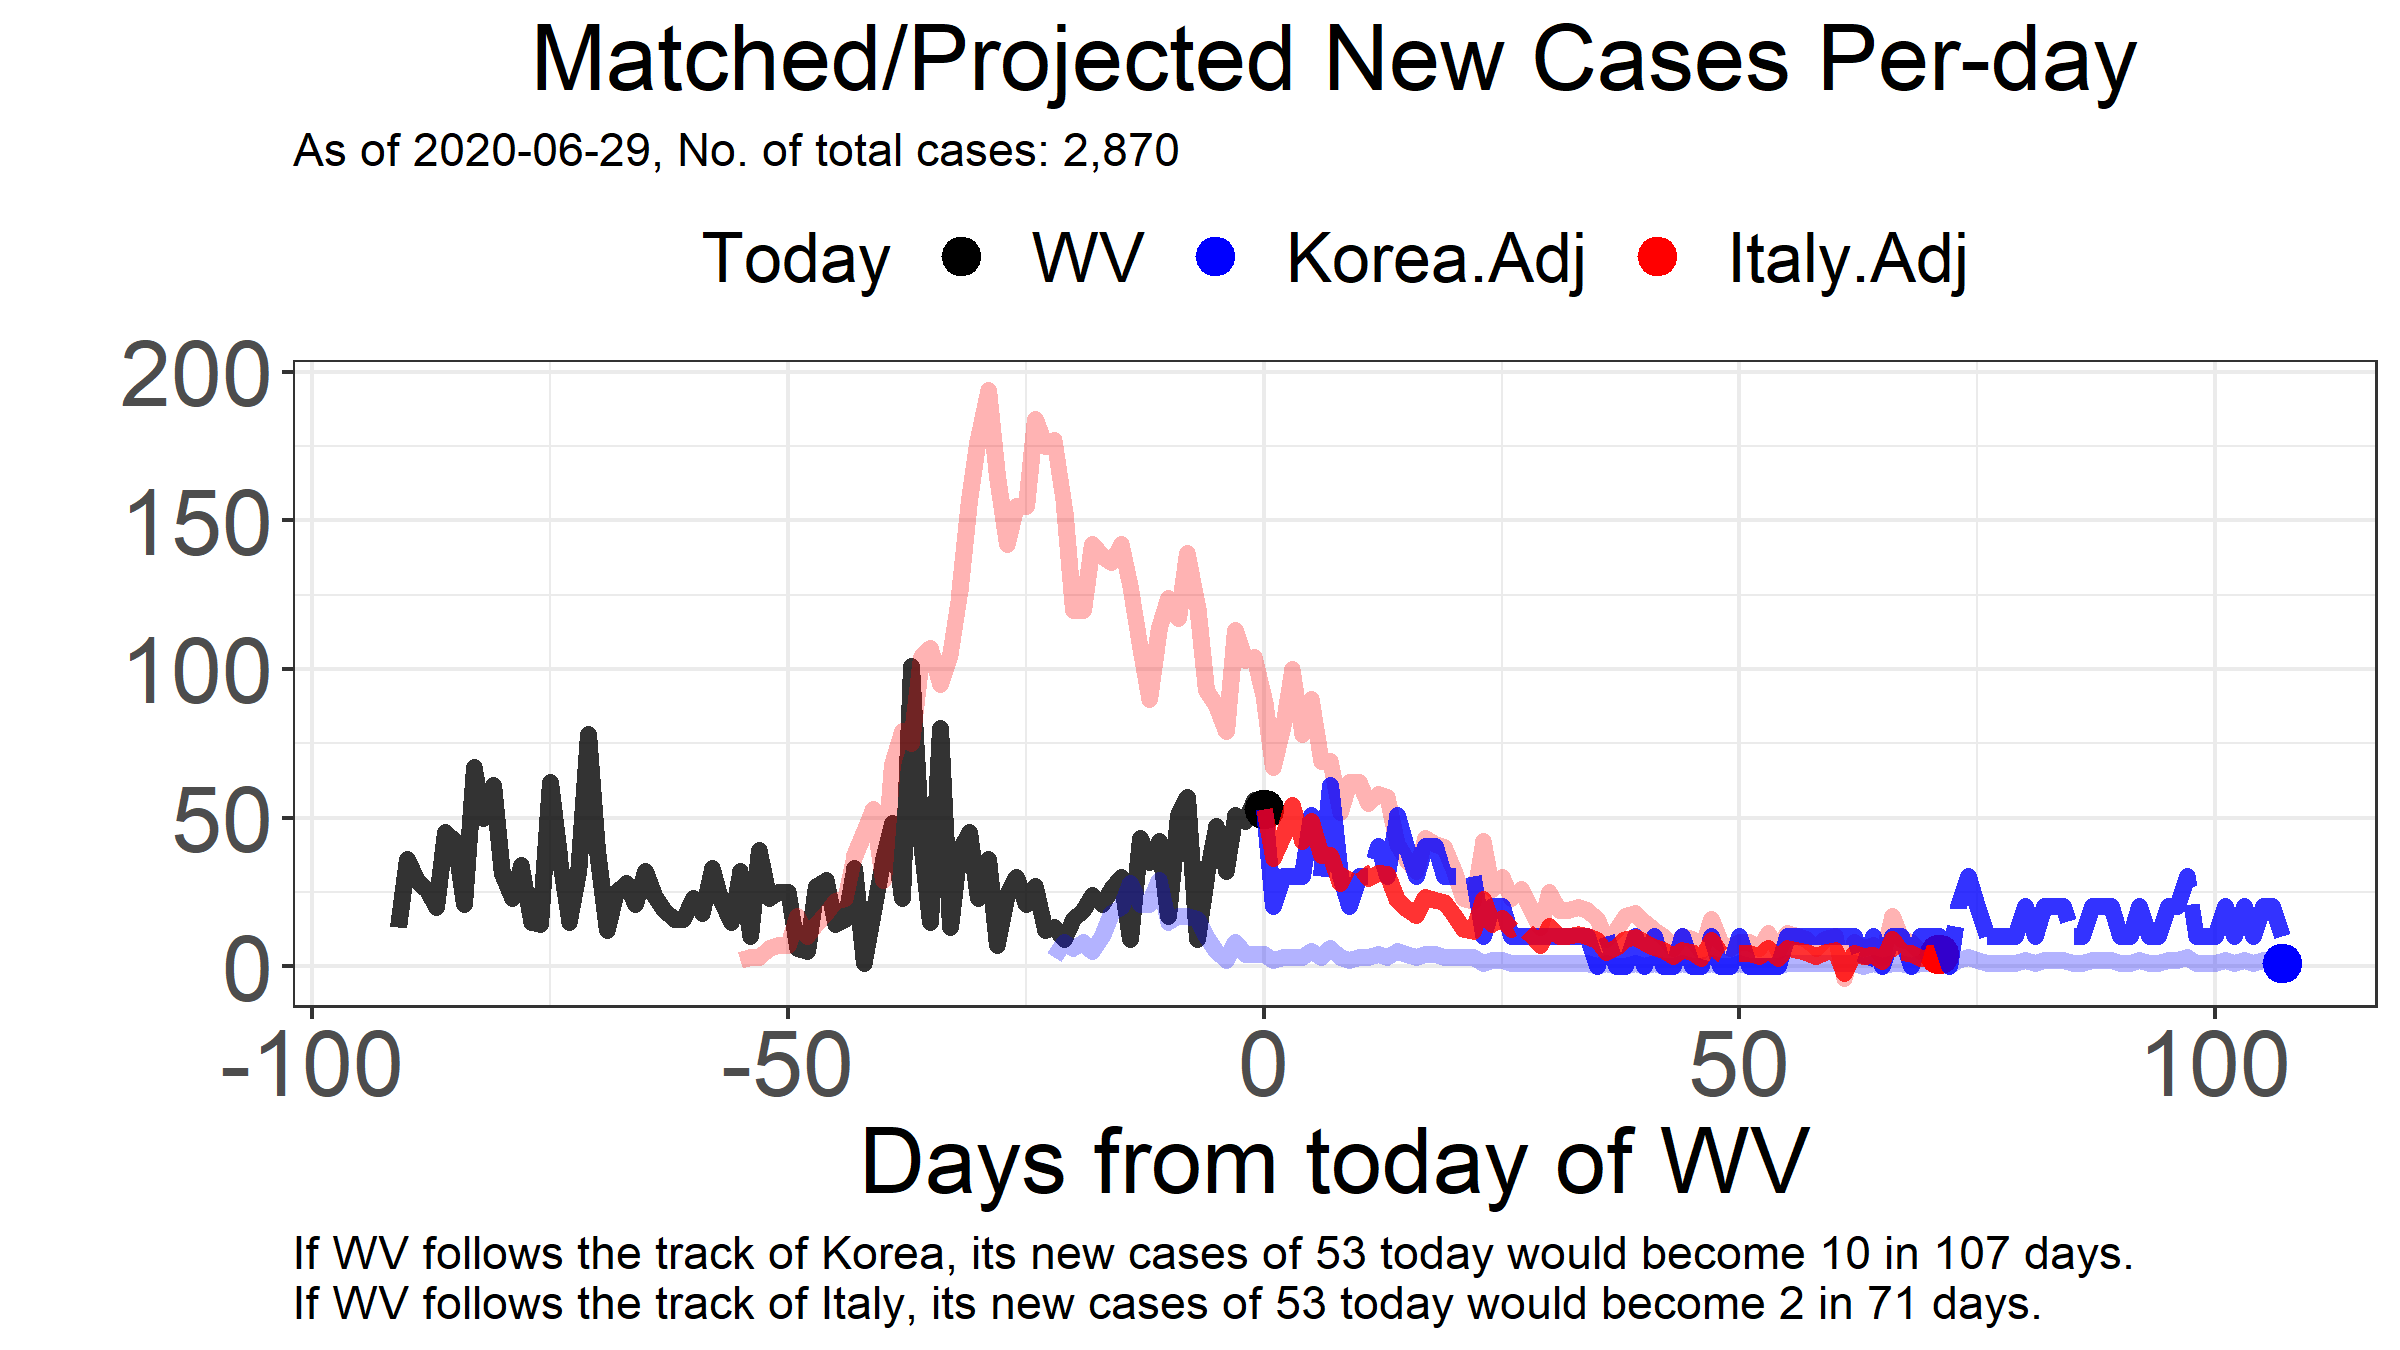 Matched/Projected New Cases Per-day
As of 2020-06-29, No. of total cases: 2,870
Today WV Korea.Adj Italy.Adj
200
150
100
50
0
-100 -50 0 50 100
Days from today of WV
If WV follows the track of Korea, its new cases of 53 today would become 10 in 107 days.
If WV follows the track of Italy, its new cases of 53 today would become 2 in 71 days.